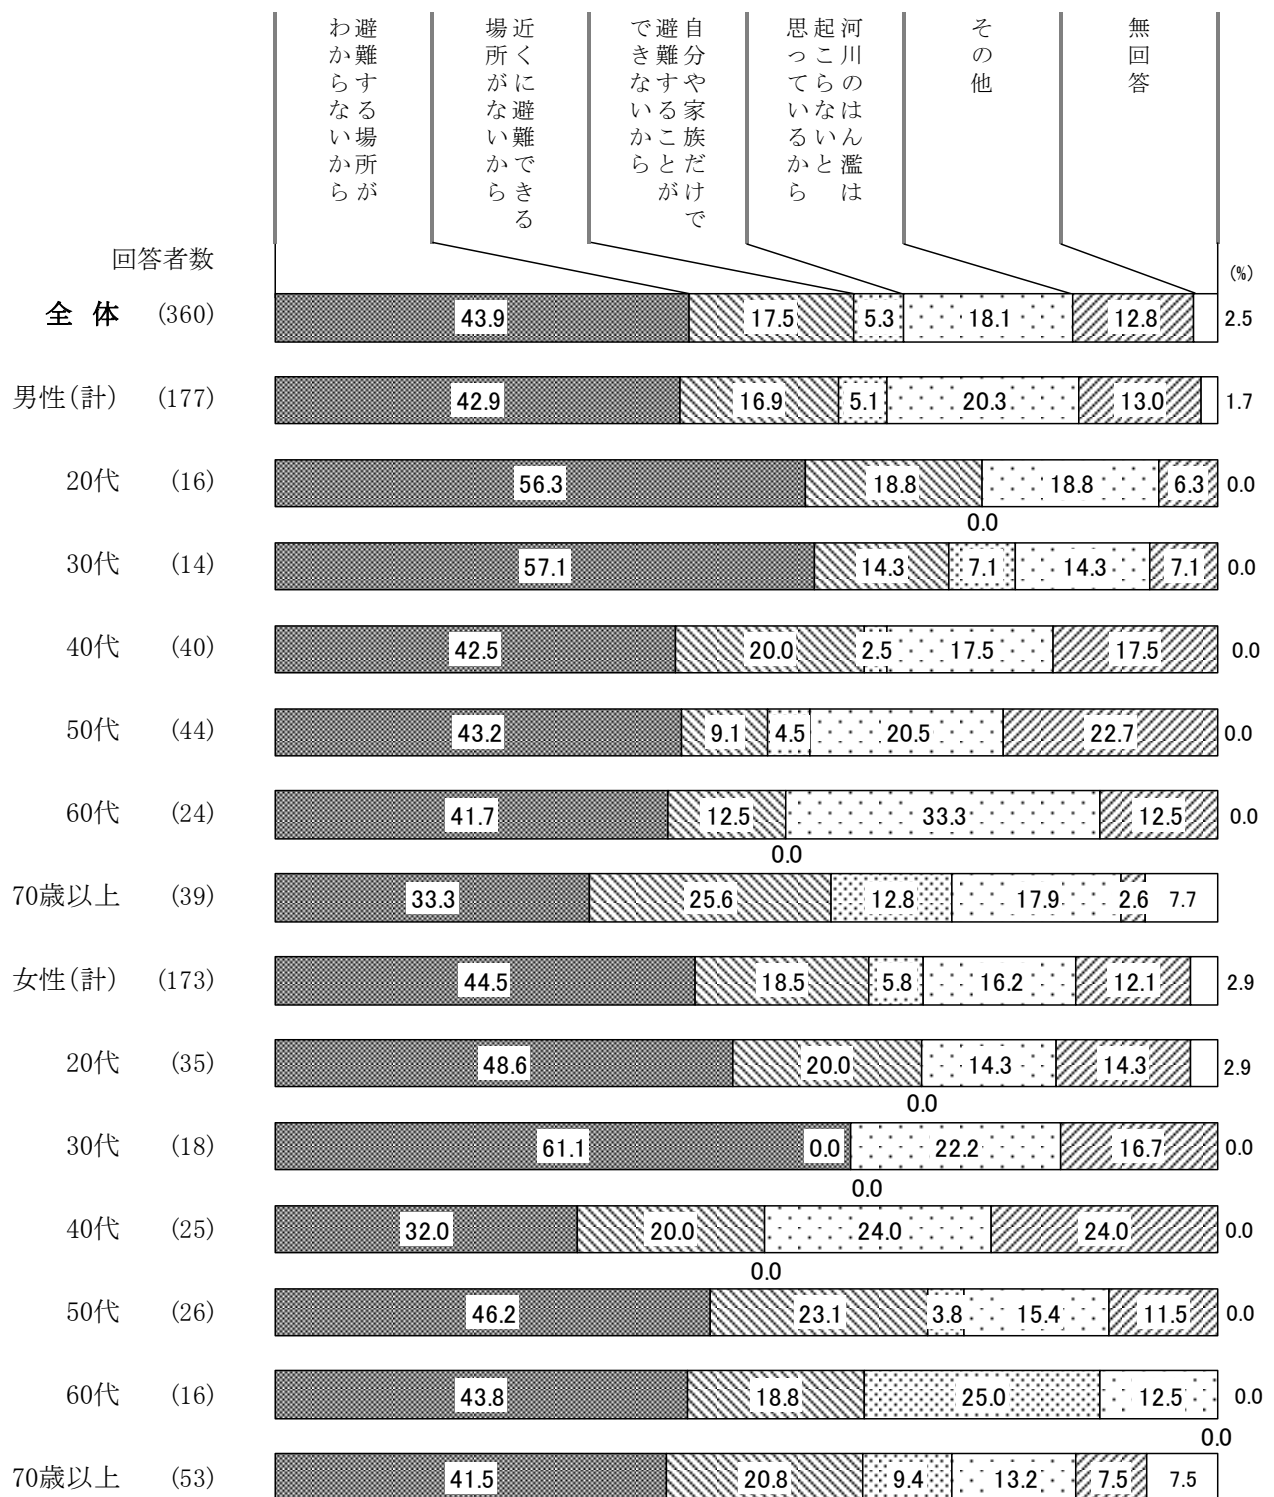 避難する場所が
わからないから
近くに避難できる
場所がないから
自分や家族だけで
避難することが
できないから
河川のはん濫は
起こらないと
思っているから
その他
無回答
回答者数
(%)
全 体 (360) 43.9 17.5 5.3 18.1 12.8 2.5
男性(計) (177) 42.9 16.9 5.1 20.3 13.0 1.7
20代 (16) 56.3 18.8 18.8 6.3 0.0
0.0
30代 (14) 57.1 14.3 7.1 14.3 7.1 0.0
40代 (40) 42.5 20.0 2.5 17.5 17.5 0.0
50代 (44) 43.2 9.1 4.5 20.5 22.7 0.0
60代 (24) 41.7 12.5 33.3 12.5 0.0
0.0
70歳以上 (39) 33.3 25.6 12.8 17.9 2.6 7.7
女性(計) (173) 44.5 18.5 5.8 16.2 12.1 2.9
20代 (35) 48.6 20.0 14.3 14.3 2.9
0.0
30代 (18) 61.1 0.0 22.2 16.7 0.0
0.0
40代 (25) 32.0 20.0 24.0 24.0 0.0
0.0
50代 (26) 46.2 23.1 3.8 15.4 11.5 0.0
60代 (16) 43.8 18.8 25.0 12.5 0.0
0.0
70歳以上 (53) 41.5 20.8 9.4 13.2 7.5 7.5